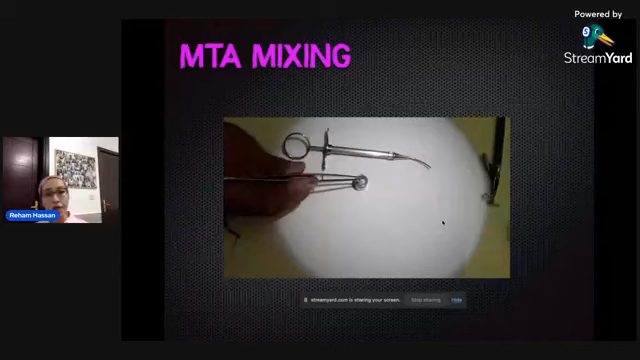 Powered by
S
StreamYard
MTA MIXING
Reham Hassan
streamyard.com is sharing your screen.
Stop sharing
Hide